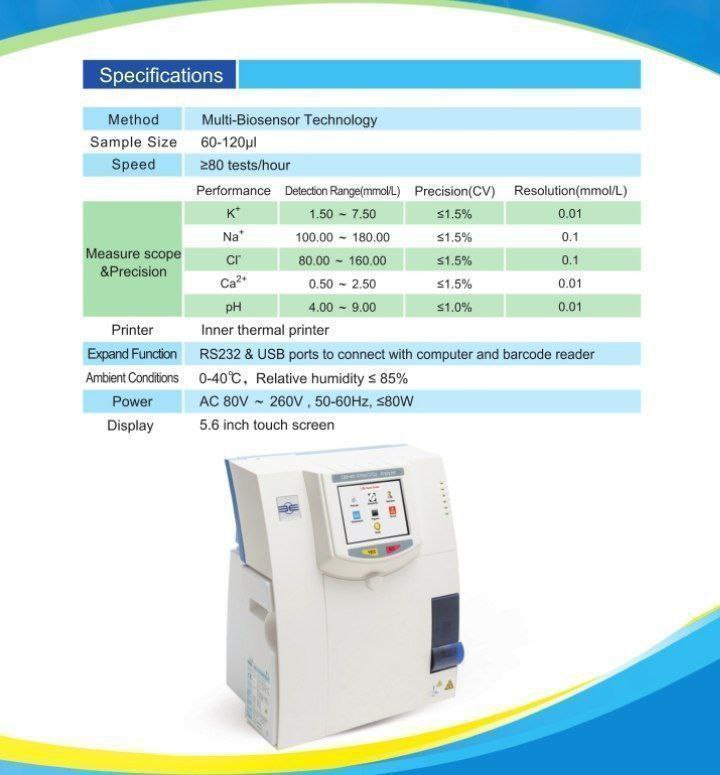 Specifications
Method Multi-Biosensor Technology
Sample Size 60-120µl
Speed ≥80 tests/hour
Performance Detection Range(mmol/L) Precision(CV) Resolution(mmol/L)
K⁺ 1.50 ~ 7.50 ≤1.5% 0.01
Na⁺ 100.00 ~ 180.00 ≤1.5% 0.1
Measure scope
&Precision
Cl⁻ 80.00 ~ 160.00 ≤1.5% 0.1
Ca²⁺ 0.50 ~ 2.50 ≤1.5% 0.01
pH 4.00 ~ 9.00 ≤1.0% 0.01
Printer Inner thermal printer
Expand Function RS232 & USB ports to connect with computer and barcode reader
Ambient Conditions 0-40℃, Relative humidity ≤ 85%
Power AC 80V ~ 260V , 50-60Hz, ≤80W
Display 5.6 inch touch screen
Analyzer
YES NO